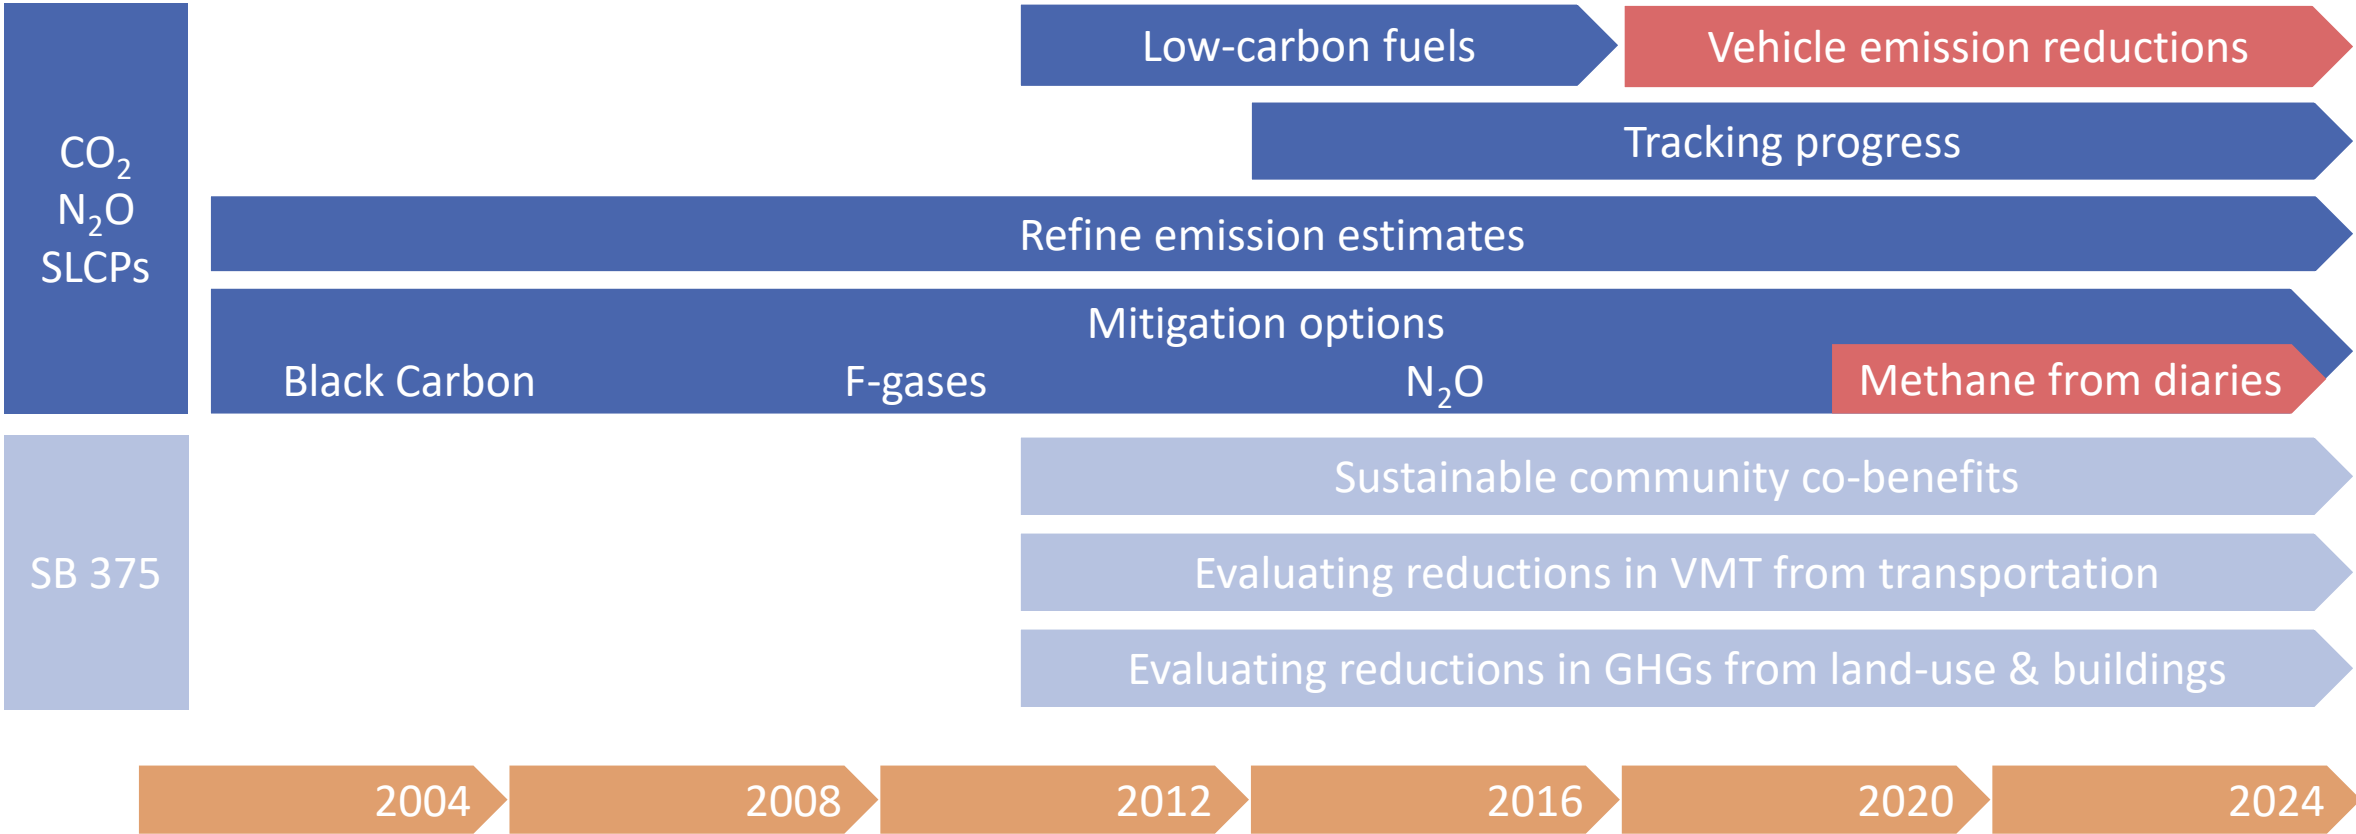 CO₂
N₂O
SLCPs
Low-carbon fuels
Vehicle emission reductions
Tracking progress
Refine emission estimates
Mitigation options
Black Carbon
F-gases
N₂O
Methane from diaries
SB 375
Sustainable community co-benefits
Evaluating reductions in VMT from transportation
Evaluating reductions in GHGs from land-use & buildings
2004
2008
2012
2016
2020
2024